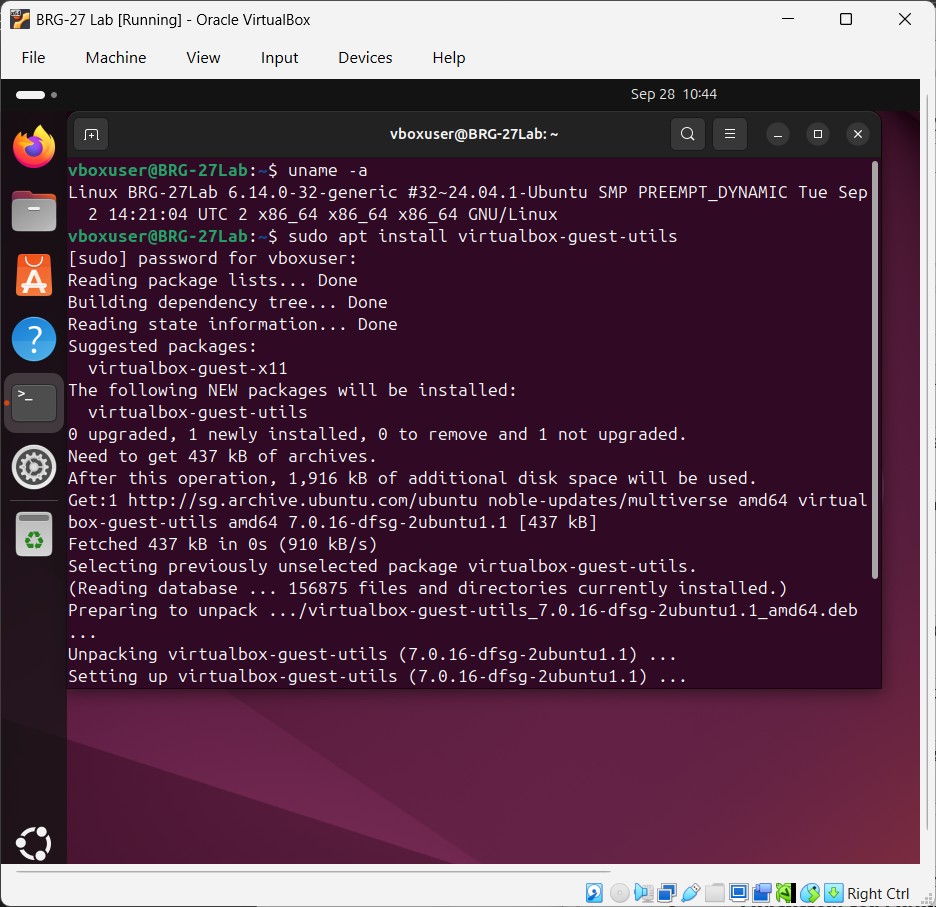 BRG-27 Lab [Running] - Oracle VirtualBox
File Machine View Input Devices Help
Sep 28 10:44
vboxuser@BRG-27Lab: ~
vboxuser@BRG-27Lab:~$ uname -a
Linux BRG-27Lab 6.14.0-32-generic #32~24.04.1-Ubuntu SMP PREEMPT_DYNAMIC Tue Sep
2 14:21:04 UTC 2 x86_64 x86_64 x86_64 GNU/Linux
vboxuser@BRG-27Lab:~$ sudo apt install virtualbox-guest-utils
[sudo] password for vboxuser:
Reading package lists... Done
Building dependency tree... Done
Reading state information... Done
Suggested packages:
virtualbox-guest-x11
The following NEW packages will be installed:
virtualbox-guest-utils
0 upgraded, 1 newly installed, 0 to remove and 1 not upgraded.
Need to get 437 kB of archives.
After this operation, 1,916 kB of additional disk space will be used.
Get:1 http://sg.archive.ubuntu.com/ubuntu noble-updates/multiverse amd64 virtual
box-guest-utils amd64 7.0.16-dfsg-2ubuntu1.1 [437 kB]
Fetched 437 kB in 0s (910 kB/s)
Selecting previously unselected package virtualbox-guest-utils.
(Reading database ... 156875 files and directories currently installed.)
Preparing to unpack .../virtualbox-guest-utils_7.0.16-dfsg-2ubuntu1.1_amd64.deb
...
Unpacking virtualbox-guest-utils (7.0.16-dfsg-2ubuntu1.1) ...
Setting up virtualbox-guest-utils (7.0.16-dfsg-2ubuntu1.1) ...
Right Ctrl